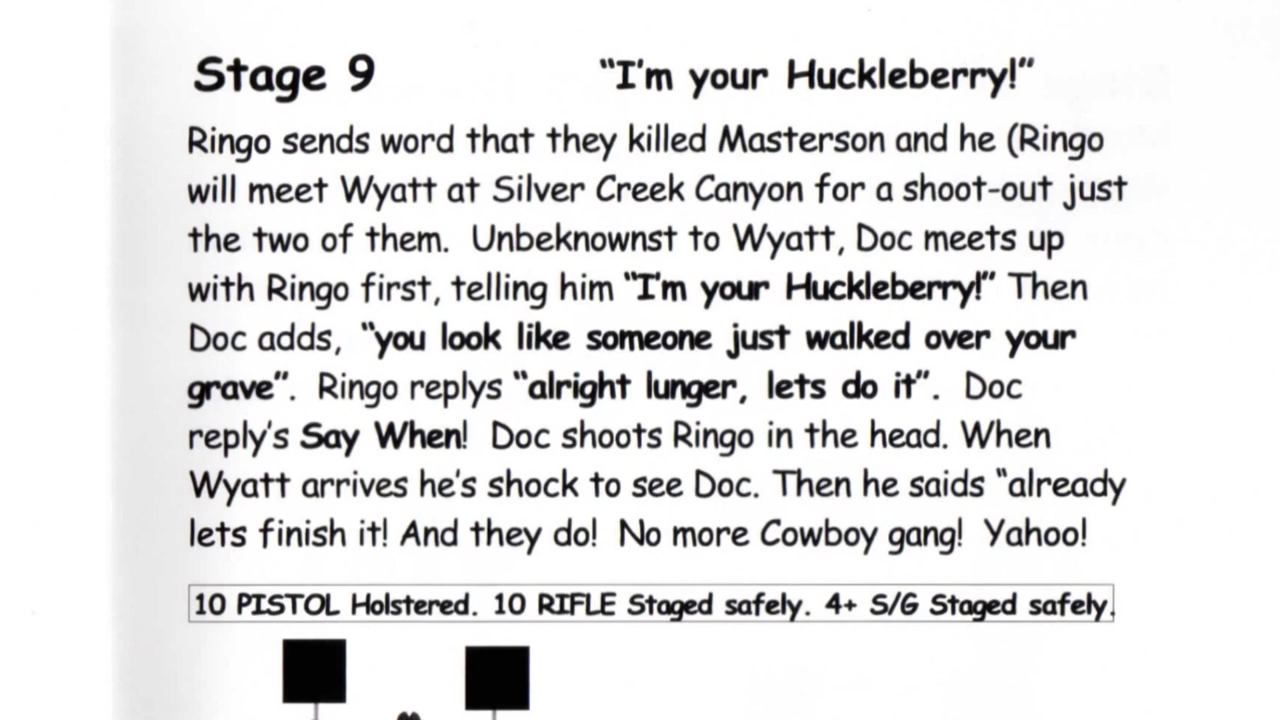 Stage 9 “I'm your Huckleberry!”
Ringo sends word that they killed Masterson and he (Ringo
will meet Wyatt at Silver Creek Canyon for a shoot-out just
the two of them. Unbeknownst to Wyatt, Doc meets up
with Ringo first, telling him “I'm your Huckleberry!” Then
Doc adds, “you look like someone just walked over your
grave”. Ringo replys “alright lunger, lets do it”. Doc
reply's Say When! Doc shoots Ringo in the head. When
Wyatt arrives he's shock to see Doc. Then he saids “already
lets finish it! And they do! No more Cowboy gang! Yahoo!
10 PISTOL Holstered. 10 RIFLE Staged safely. 4+ S/G Staged safely.